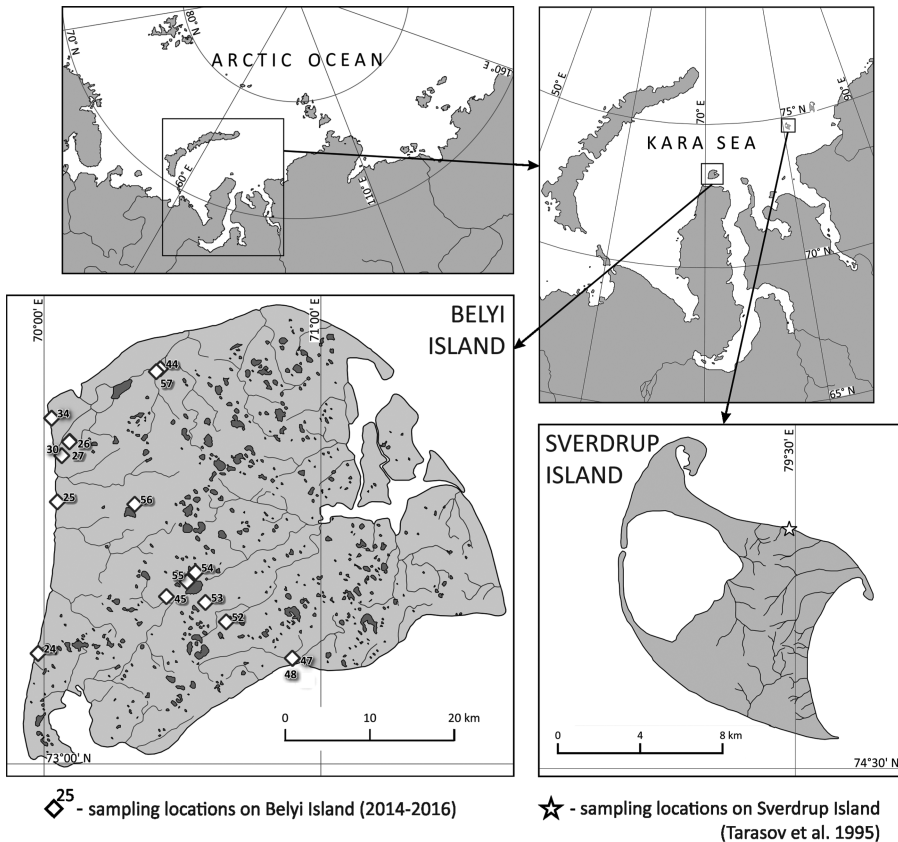 80° N
70° N
ARCTIC OCEAN
160° E
60° E
110° E
50° E
70° E
75° N
90° E
KARA SEA
70° N
65° N
70°00' E
71°00' E
BELYI
ISLAND
44
57
34
26
30
27
25
56
54
55
45
53
52
24
47
48
0 10 20 km
73°00' N
SVERDRUP
ISLAND
79°30' E
0 4 8 km
74°30' N
25 - sampling locations on Belyi Island (2014-2016)
- sampling locations on Sverdrup Island
(Tarasov et al. 1995)